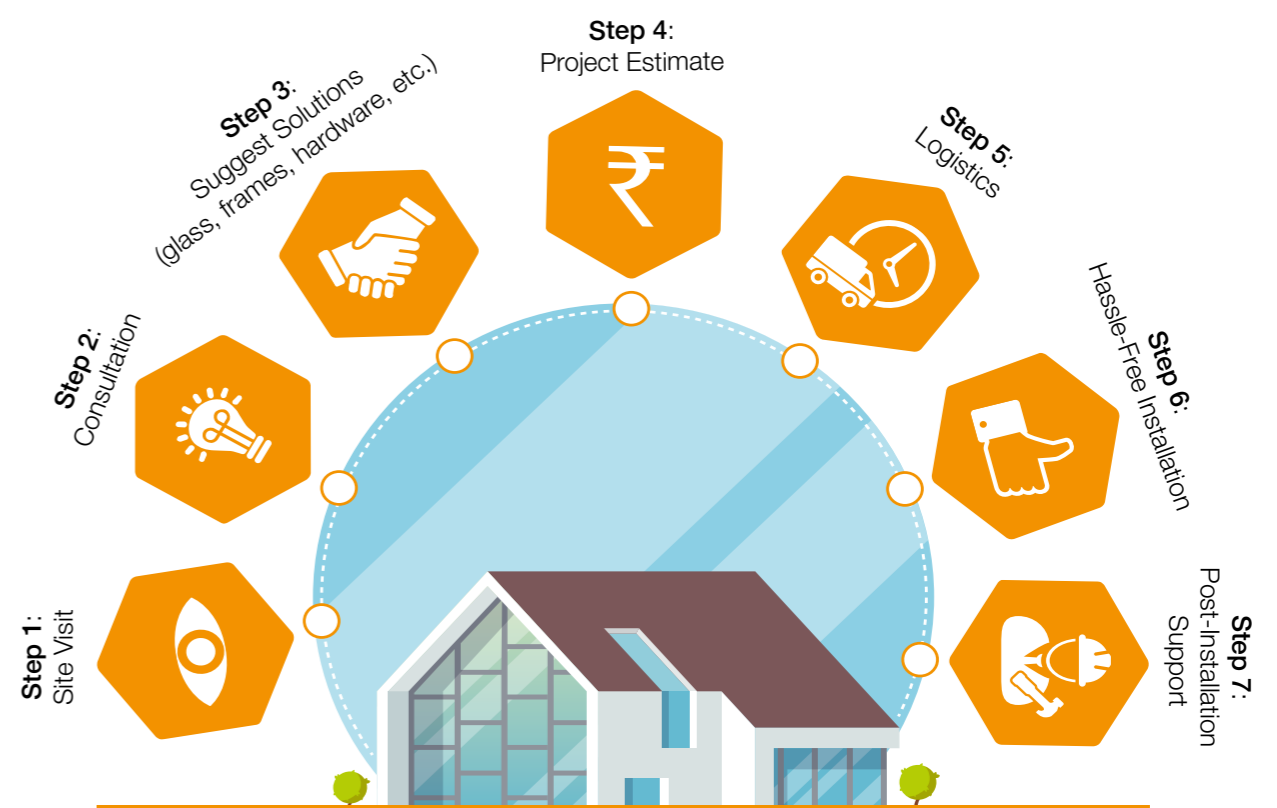 Step 1:
Site Visit
Step 2:
Consultation
Step 3:
Suggest Solutions
(glass, frames, hardware, etc.)
Step 4:
Project Estimate
₹
Step 5:
Logistics
Step 6:
Hassle-Free Installation
Step 7:
Post-Installation
Support